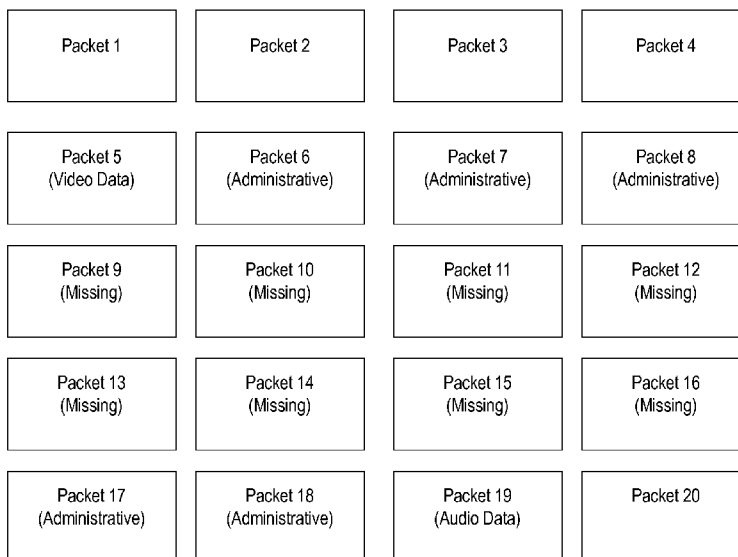 Packet 1
Packet 2
Packet 3
Packet 4
Packet 5
(Video Data)
Packet 6
(Administrative)
Packet 7
(Administrative)
Packet 8
(Administrative)
Packet 9
(Missing)
Packet 10
(Missing)
Packet 11
(Missing)
Packet 12
(Missing)
Packet 13
(Missing)
Packet 14
(Missing)
Packet 15
(Missing)
Packet 16
(Missing)
Packet 17
(Administrative)
Packet 18
(Administrative)
Packet 19
(Audio Data)
Packet 20